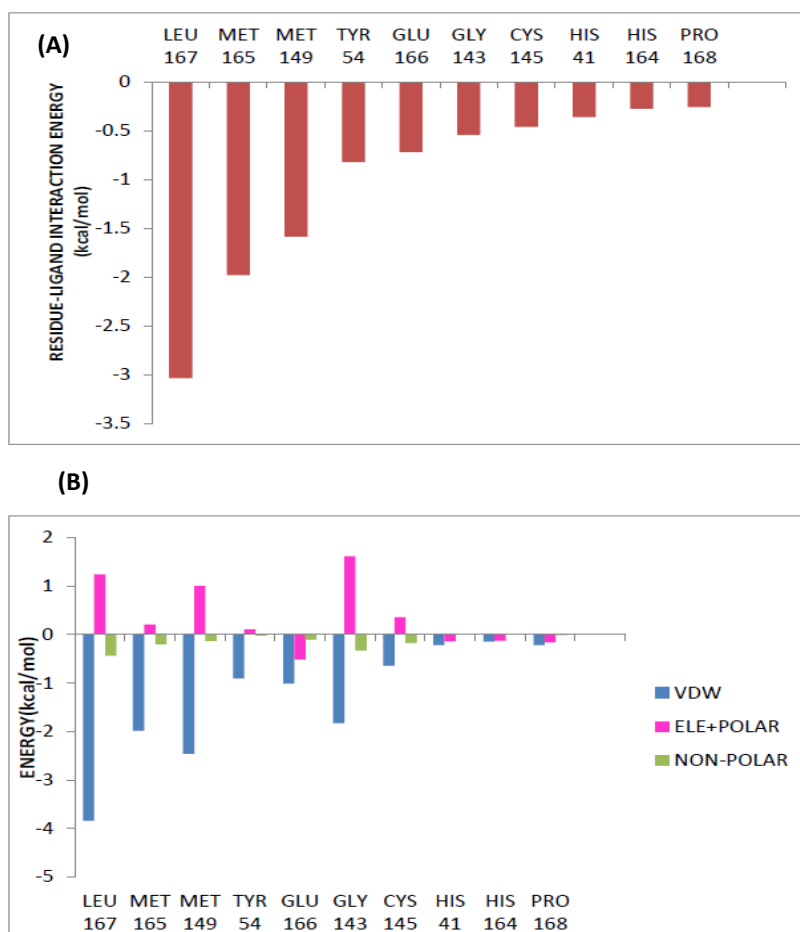 (A)
LEU MET MET TYR GLU GLY CYS HIS HIS PRO
167 165 149 54 166 143 145 41 164 168
0
-0.5
-1
-1.5
-2
-2.5
-3
-3.5
RESIDUE-LIGAND INTERACTION ENERGY
(kcal/mol)
(B)
2
1
0
-1
-2
-3
-4
-5
ENERGY(kcal/mol)
VDW
ELE+POLAR
NON-POLAR
LEU MET MET TYR GLU GLY CYS HIS HIS PRO
167 165 149 54 166 143 145 41 164 168